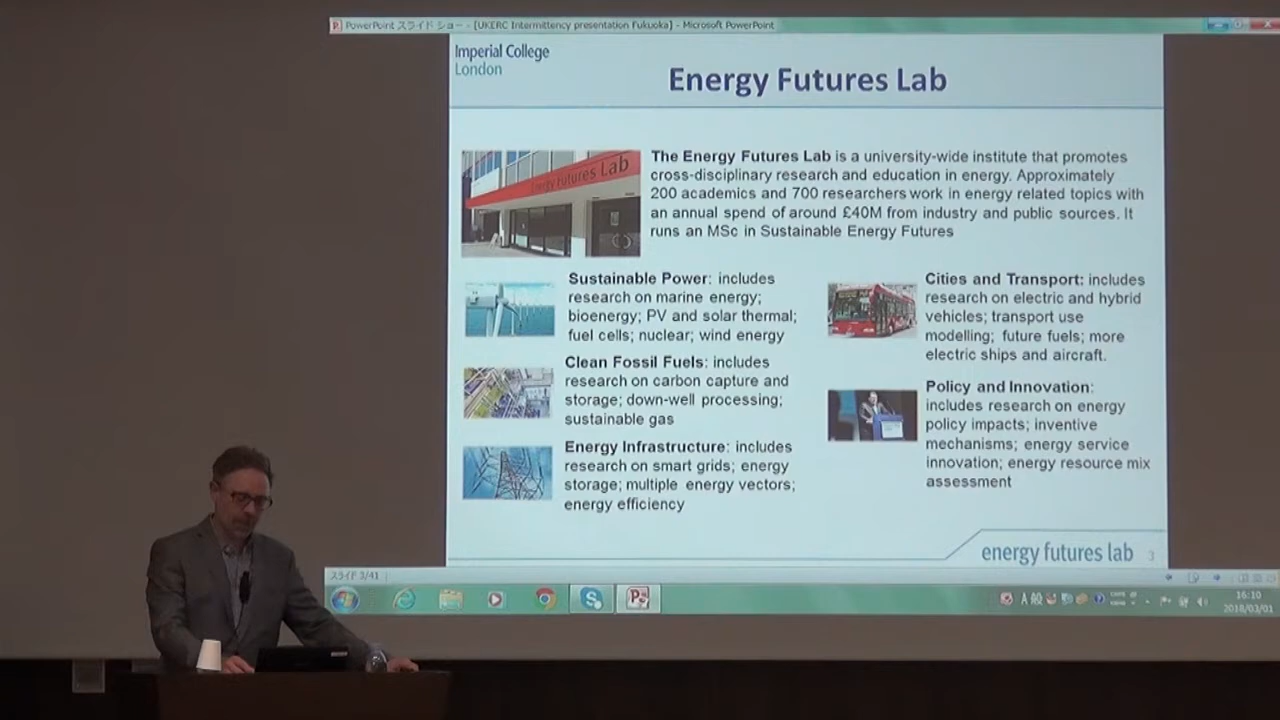 PowerPoint スライド ショー - [UKERC Intermittency presentation Fukuoka] - Microsoft PowerPoint
Imperial College
London
Energy Futures Lab
Energy Futures Lab
The Energy Futures Lab is a university-wide institute that promotes
cross-disciplinary research and education in energy. Approximately
200 academics and 700 researchers work in energy related topics with
an annual spend of around £40M from industry and public sources. It
runs an MSc in Sustainable Energy Futures
Sustainable Power: includes
research on marine energy;
bioenergy; PV and solar thermal;
fuel cells; nuclear; wind energy
Clean Fossil Fuels: includes
research on carbon capture and
storage; down-well processing;
sustainable gas
Energy Infrastructure: includes
research on smart grids; energy
storage; multiple energy vectors;
energy efficiency
Cities and Transport: includes
research on electric and hybrid
vehicles; transport use
modelling; future fuels; more
electric ships and aircraft.
Policy and Innovation:
includes research on energy
policy impacts; inventive
mechanisms; energy service
innovation; energy resource mix
assessment
energy futures lab 3
スライド 3/41
A 般
16:10
2018/03/01